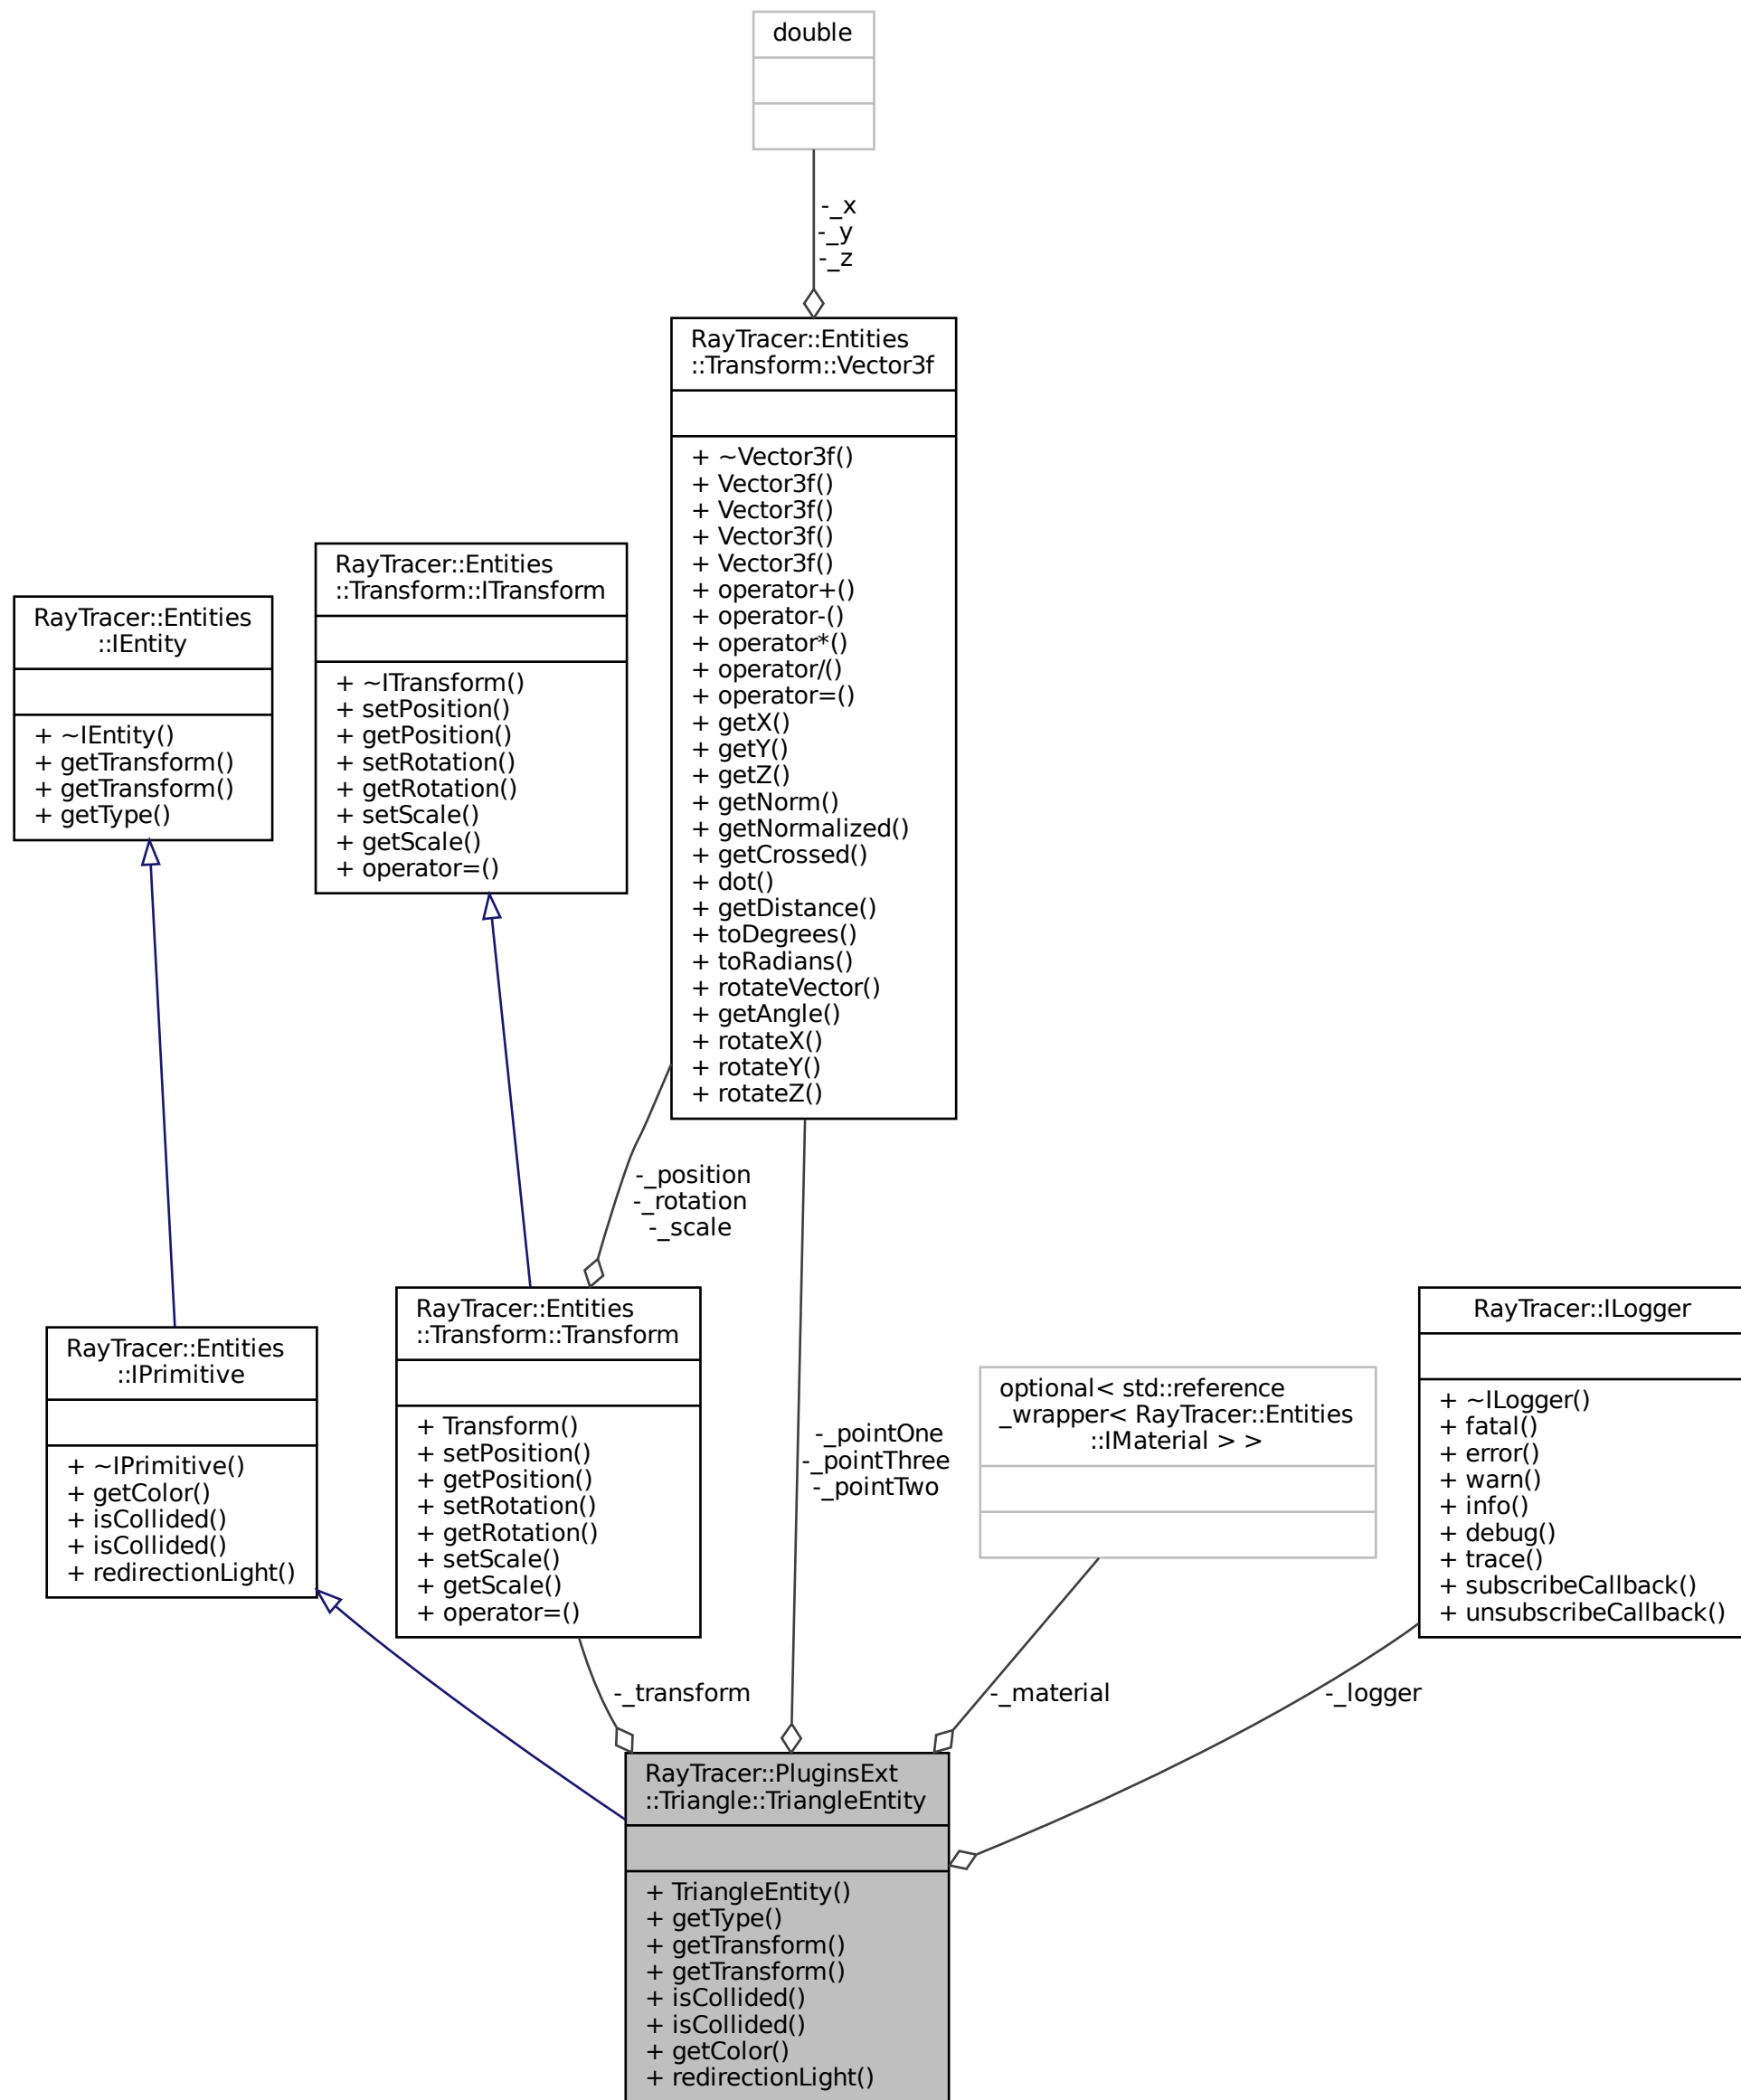 double
-_x
-_y
-_z
RayTracer::Entities
::Transform::Vector3f
+ ~Vector3f()
+ Vector3f()
+ Vector3f()
+ Vector3f()
+ Vector3f()
+ operator+()
+ operator-()
+ operator*()
+ operator/()
+ operator=()
+ getX()
+ getY()
+ getZ()
+ getNorm()
+ getNormalized()
+ getCrossed()
+ dot()
+ getDistance()
+ toDegrees()
+ toRadians()
+ rotateVector()
+ getAngle()
+ rotateX()
+ rotateY()
+ rotateZ()
RayTracer::Entities
::Transform::ITransform
+ ~ITransform()
+ setPosition()
+ getPosition()
+ setRotation()
+ getRotation()
+ setScale()
+ getScale()
+ operator=()
RayTracer::Entities
::IEntity
+ ~IEntity()
+ getTransform()
+ getTransform()
+ getType()
-_position
-_rotation
-_scale
RayTracer::Entities
::IPrimitive
+ ~IPrimitive()
+ getColor()
+ isCollided()
+ isCollided()
+ redirectionLight()
RayTracer::Entities
::Transform::Transform
+ Transform()
+ setPosition()
+ getPosition()
+ setRotation()
+ getRotation()
+ setScale()
+ getScale()
+ operator=()
-_pointOne
-_pointThree
-_pointTwo
optional< std::reference
_wrapper< RayTracer::Entities
::IMaterial > >
RayTracer::ILogger
+ ~ILogger()
+ fatal()
+ error()
+ warn()
+ info()
+ debug()
+ trace()
+ subscribeCallback()
+ unsubscribeCallback()
-_transform
-_material
-_logger
RayTracer::PluginsExt
::Triangle::TriangleEntity
+ TriangleEntity()
+ getType()
+ getTransform()
+ getTransform()
+ isCollided()
+ isCollided()
+ getColor()
+ redirectionLight()